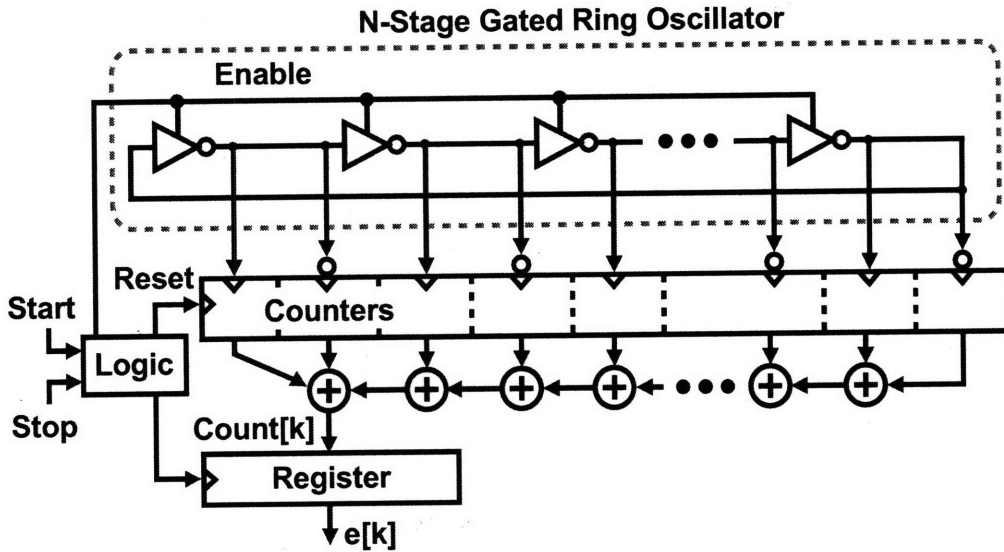 N-Stage Gated Ring Oscillator
Enable
Reset
Counters
Start
Logic
Stop
Count[k]
Register
e[k]